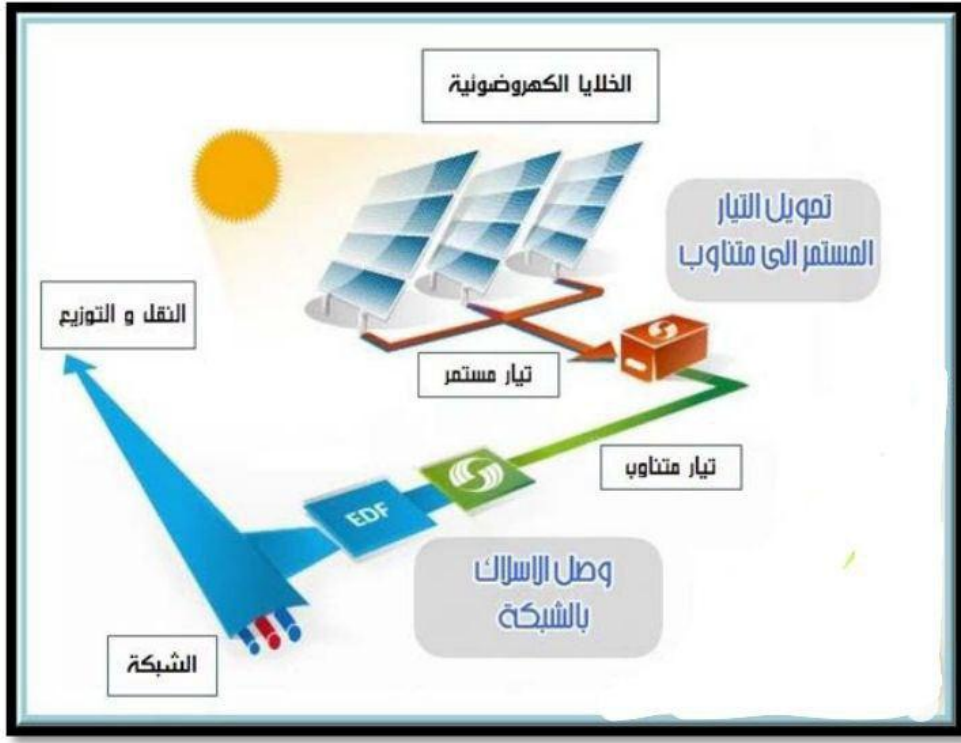 الخلايا الكهروضوئية
تحويل التيار
المستمر الى متناوب
النقل و التوزيع
تيار مستمر
تيار متناوب
EDF
وصل الاسلاك
بالشبكة
الشبكة